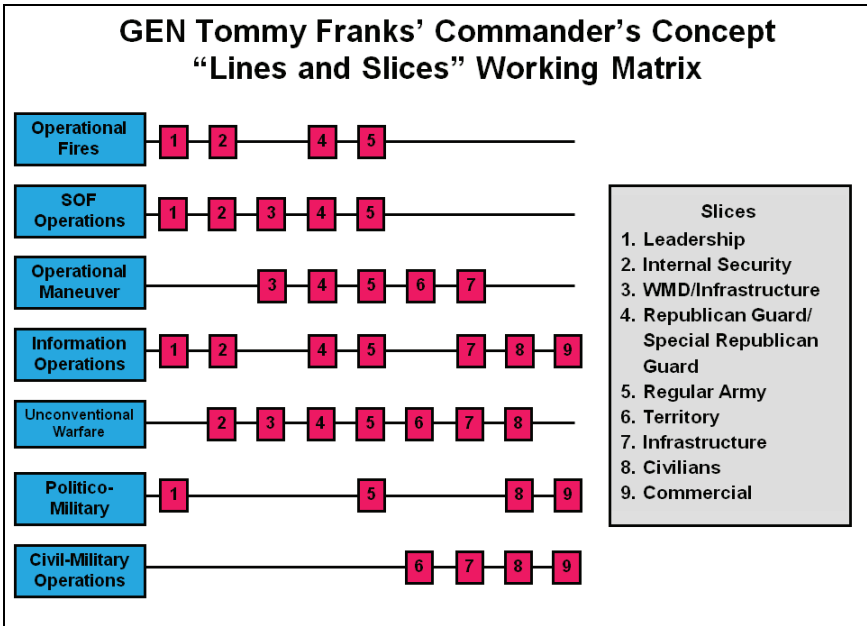 GEN Tommy Franks’ Commander’s Concept
“Lines and Slices” Working Matrix
Operational
Fires
1 2 4 5
SOF
Operations
1 2 3 4 5
Operational
Maneuver
3 4 5 6 7
Information
Operations
1 2 4 5 7 8 9
Unconventional
Warfare
2 3 4 5 6 7 8
Politico-
Military
1 5 8 9
Civil-Military
Operations
6 7 8 9
Slices
1. Leadership
2. Internal Security
3. WMD/Infrastructure
4. Republican Guard/
Special Republican
Guard
5. Regular Army
6. Territory
7. Infrastructure
8. Civilians
9. Commercial